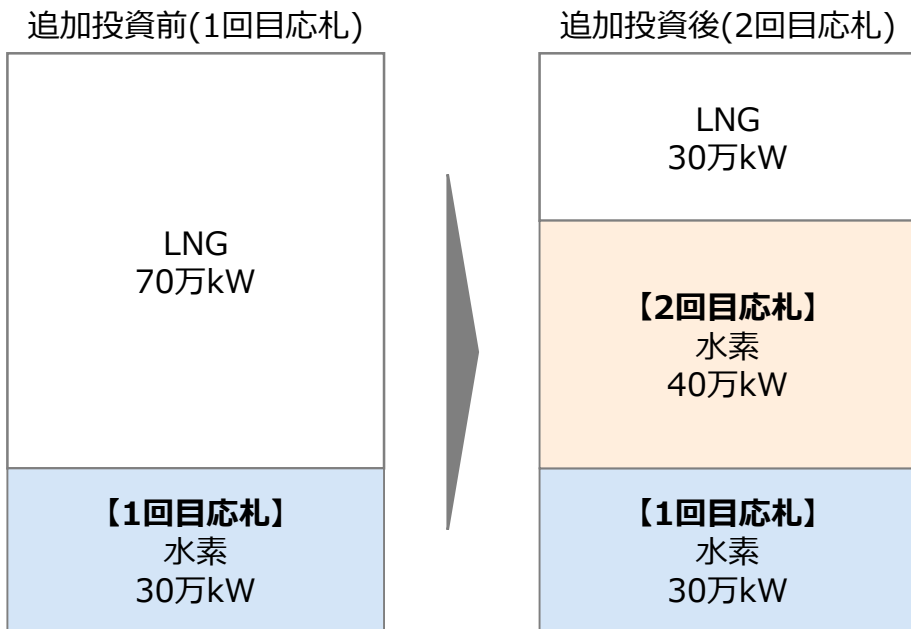 追加投資前(1回目応札)
LNG
70万kW
【1回目応札】
水素
30万kW
追加投資後(2回目応札)
LNG
30万kW
【2回目応札】
水素
40万kW
【1回目応札】
水素
30万kW